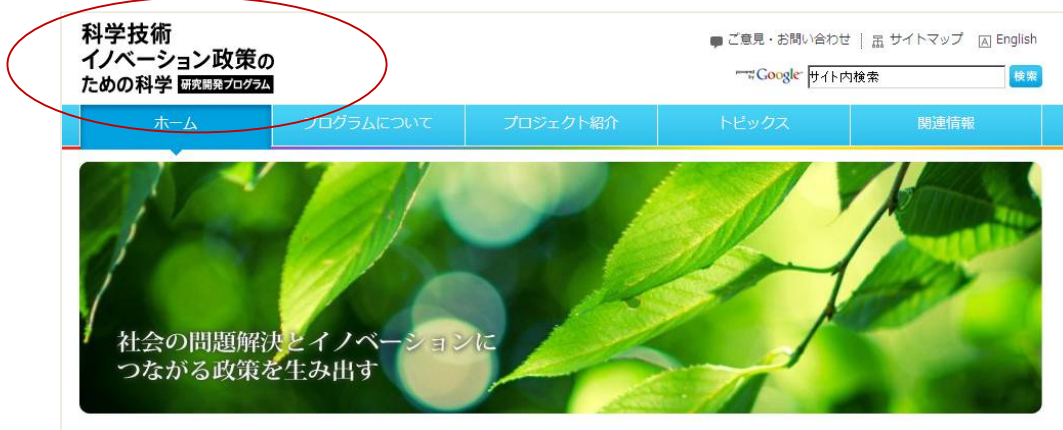 科学技術
イノベーション政策の
ための科学 研究開発プログラム
ご意見・お問い合わせ | 品 サイトマップ A English
powered by Google サイト内検索 検索
ホーム プログラムについて プロジェクト紹介 トピックス 関連情報
社会の問題解決とイノベーションに
つながる政策を生み出す